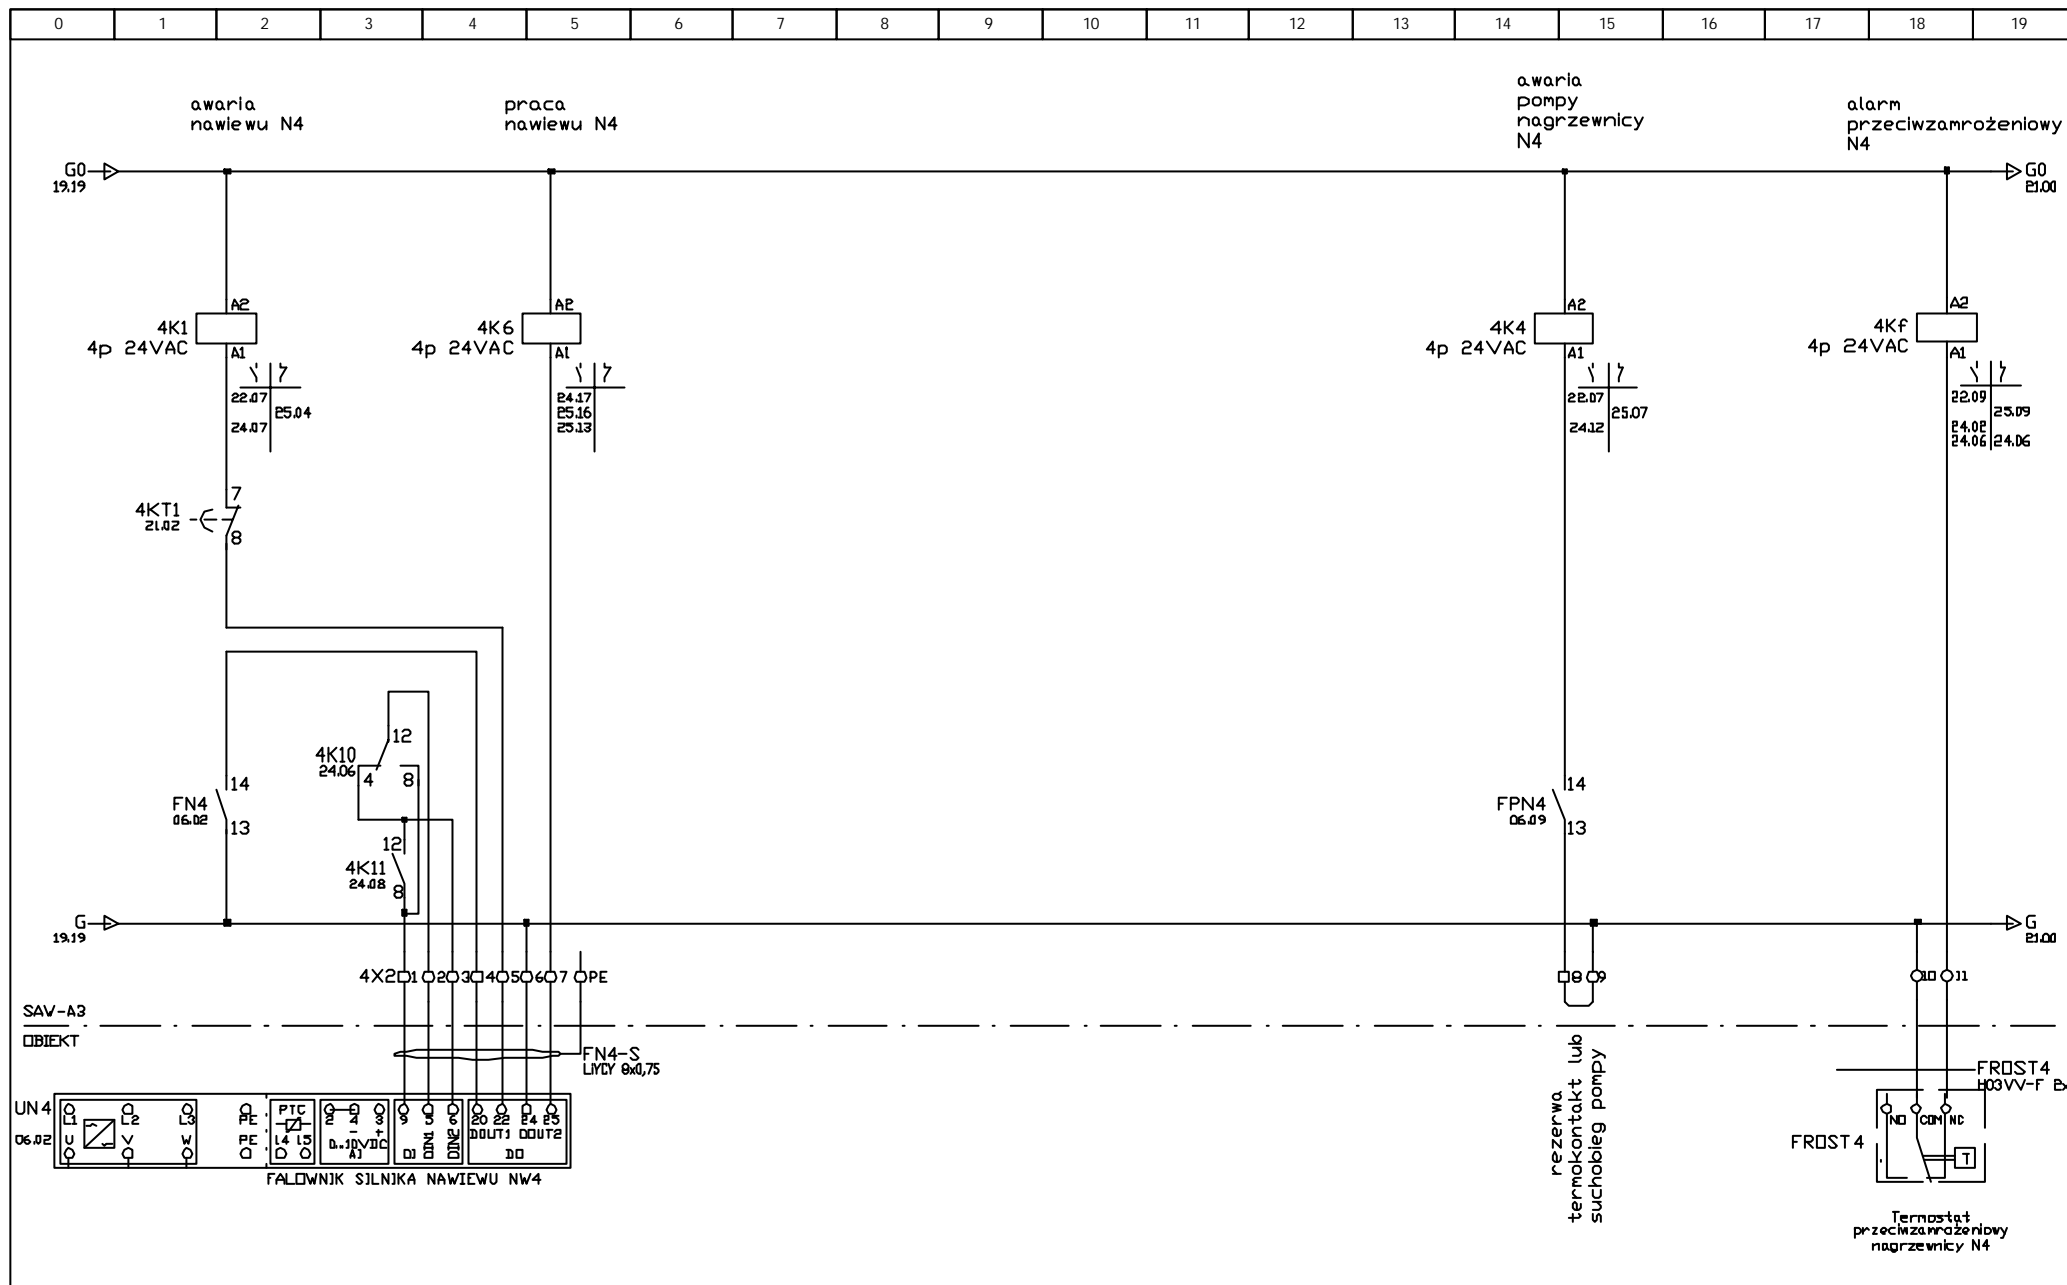 0 1 2 3 4 5 6 7 8 9 10 11 12 13 14 15 16 17 18 19
awaria
nawiewu N4
praca
nawiewu N4
awaria
pompy
nagrzewnicy
N4
alarm
przeciwzamrożeniowy
N4
G0
19.19
G0
21.00
A2
4K1
4p 24VAC
A1
22.07
25.04
24.07
A2
4K6
4p 24VAC
A1
24.17
25.16
25.13
A2
4K4
4p 24VAC
A1
22.07
25.07
24.12
A2
4Kf
4p 24VAC
A1
22.09
25.09
24.02
24.06 24.06
7
4KT1
21.02
8
12
4K10
24.06
4 8
14
FN4
06.02
13
12
4K11
24.08
8
14
FPN4
06.09
13
G
19.19
G
21.00
4X2 1 2 3 4 5 6 7 PE
8 9
10 11
SAV-A3
OBIEKT
FN4-S
LIYCY 8x0,75
rezerwa
termokontakt lub
suchobieg pompy
FROST4
H03VV-F
UN4
06.02
L1 L2 L3 PE
U V W PE
PTC
14 15
2 4 3
- +
0..10VDC
AI
9 5 6
DI DIN1 DIN2
20 22 24 25
DOUT1 DOUT2
DO
FALOWNIK SILNIKA NAWIEWU NW4
NO COM NC
FROST4
T
Termostat
przeciwzamrożeniowy
nagrzewnicy N4